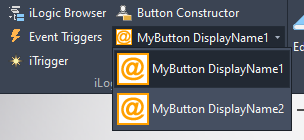 iLogic Browser
Button Constructor
Event Triggers
MyButton DisplayName1
iTrigger
MyButton DisplayName1
MyButton DisplayName2